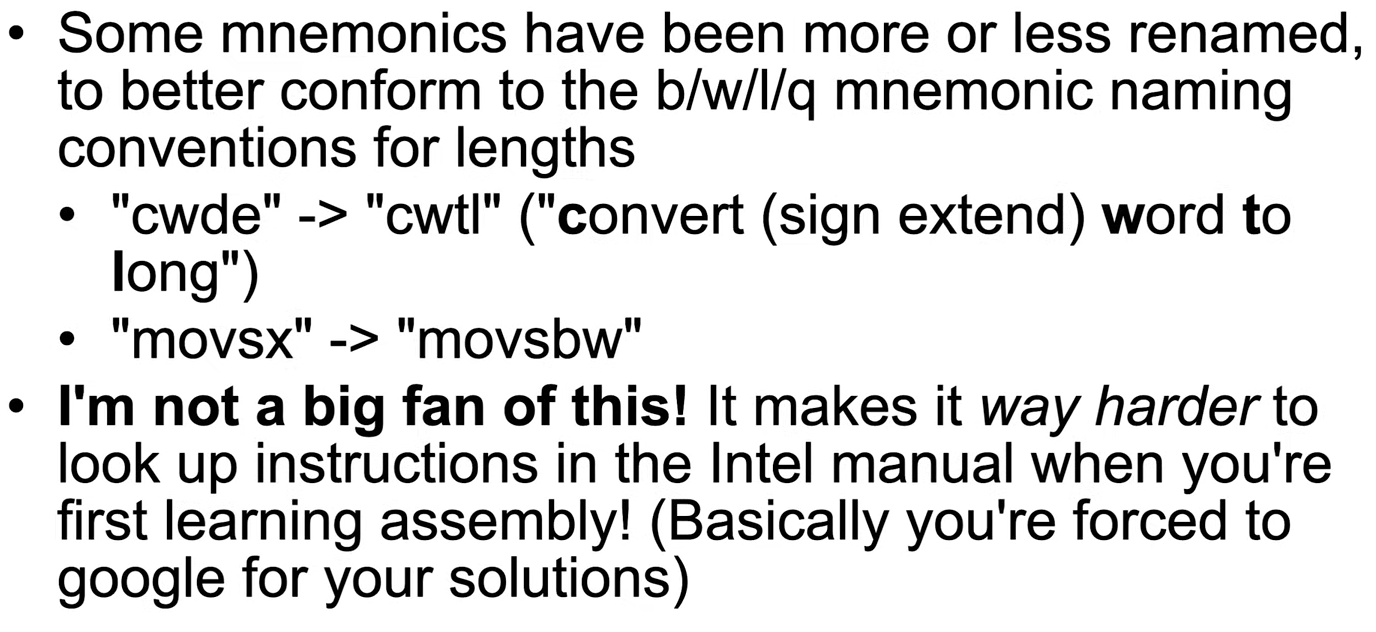 • Some mnemonics have been more or less renamed,
to better conform to the b/w/l/q mnemonic naming
conventions for lengths
• "cwde" -> "cwtl" ("convert (sign extend) word to
long")
• "movsx" -> "movsbw"
• I'm not a big fan of this! It makes it way harder to
look up instructions in the Intel manual when you're
first learning assembly! (Basically you're forced to
google for your solutions)